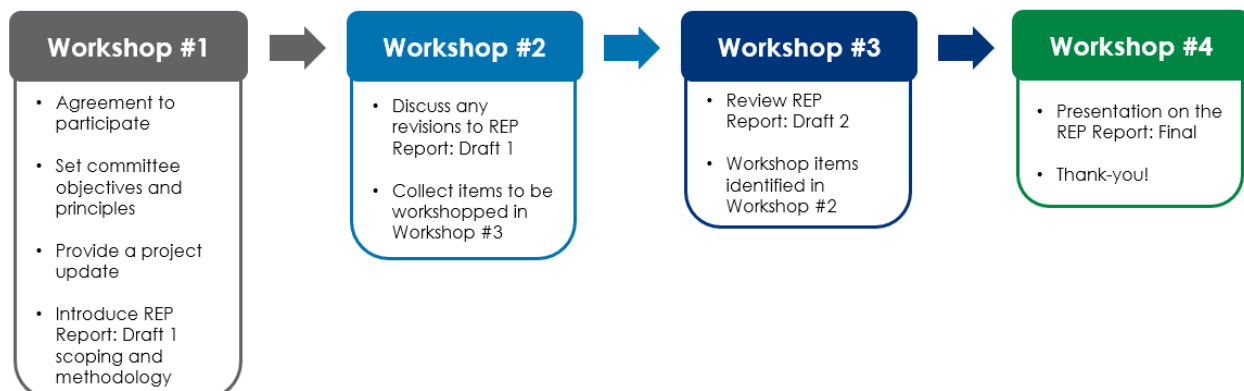 Workshop #1
• Agreement to
participate
• Set committee
objectives and
principles
• Provide a project
update
• Introduce REP
Report: Draft 1
scoping and
methodology
Workshop #2
• Discuss any
revisions to REP
Report: Draft 1
• Collect items to be
workshopped in
Workshop #3
Workshop #3
• Review REP
Report: Draft 2
• Workshop items
identified in
Workshop #2
Workshop #4
• Presentation on the
REP Report: Final
• Thank-you!